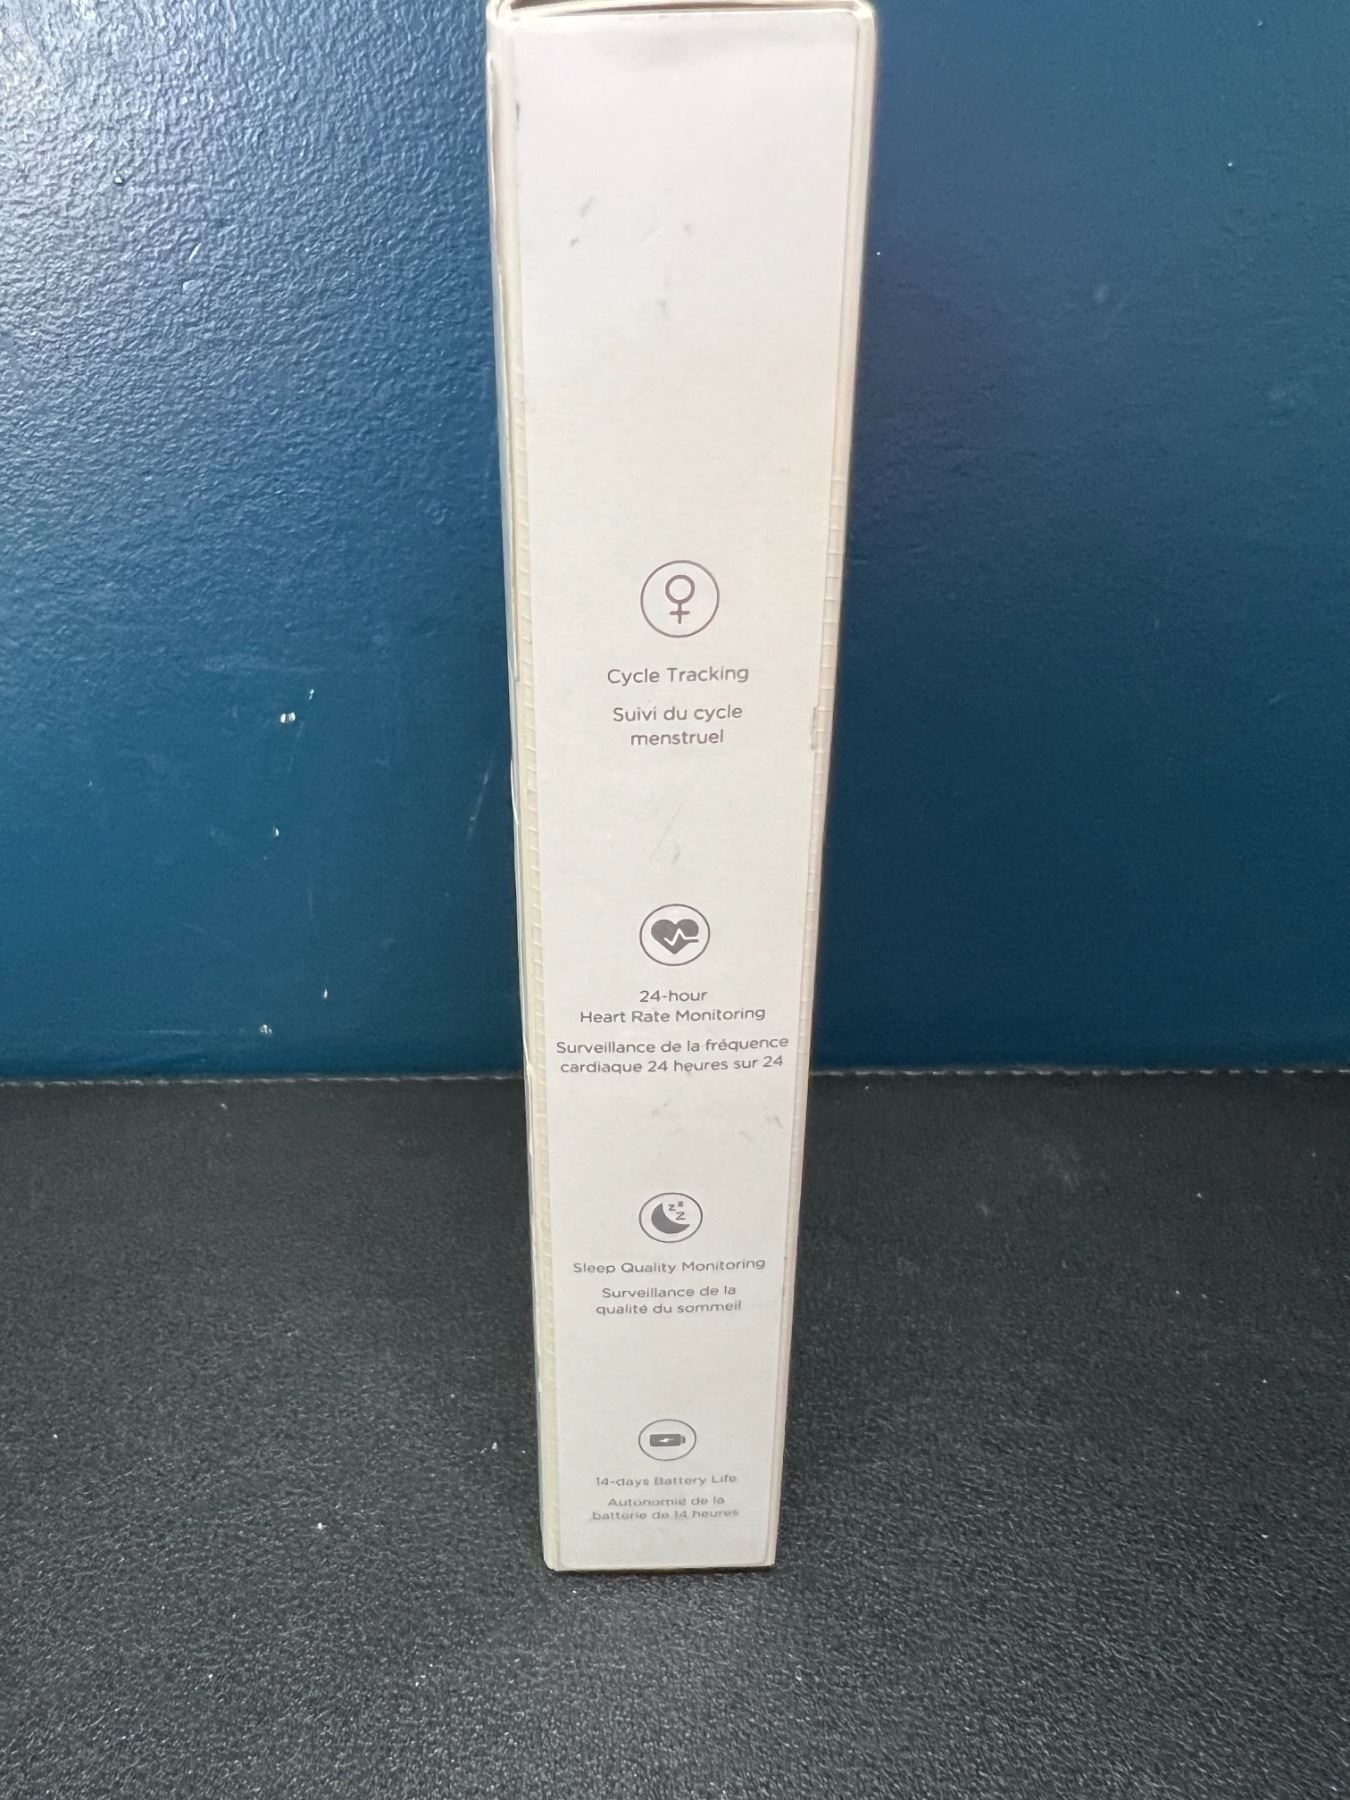 Cycle Tracking
Suivi du cycle
menstruel
24-hour
Heart Rate Monitoring
Surveillance de la fréquence
cardiaque 24 heures sur 24
Sleep Quality Monitoring
Surveillance de la
qualité du sommeil
14-days Battery Life
Autonomie de la
batterie de 14 heures